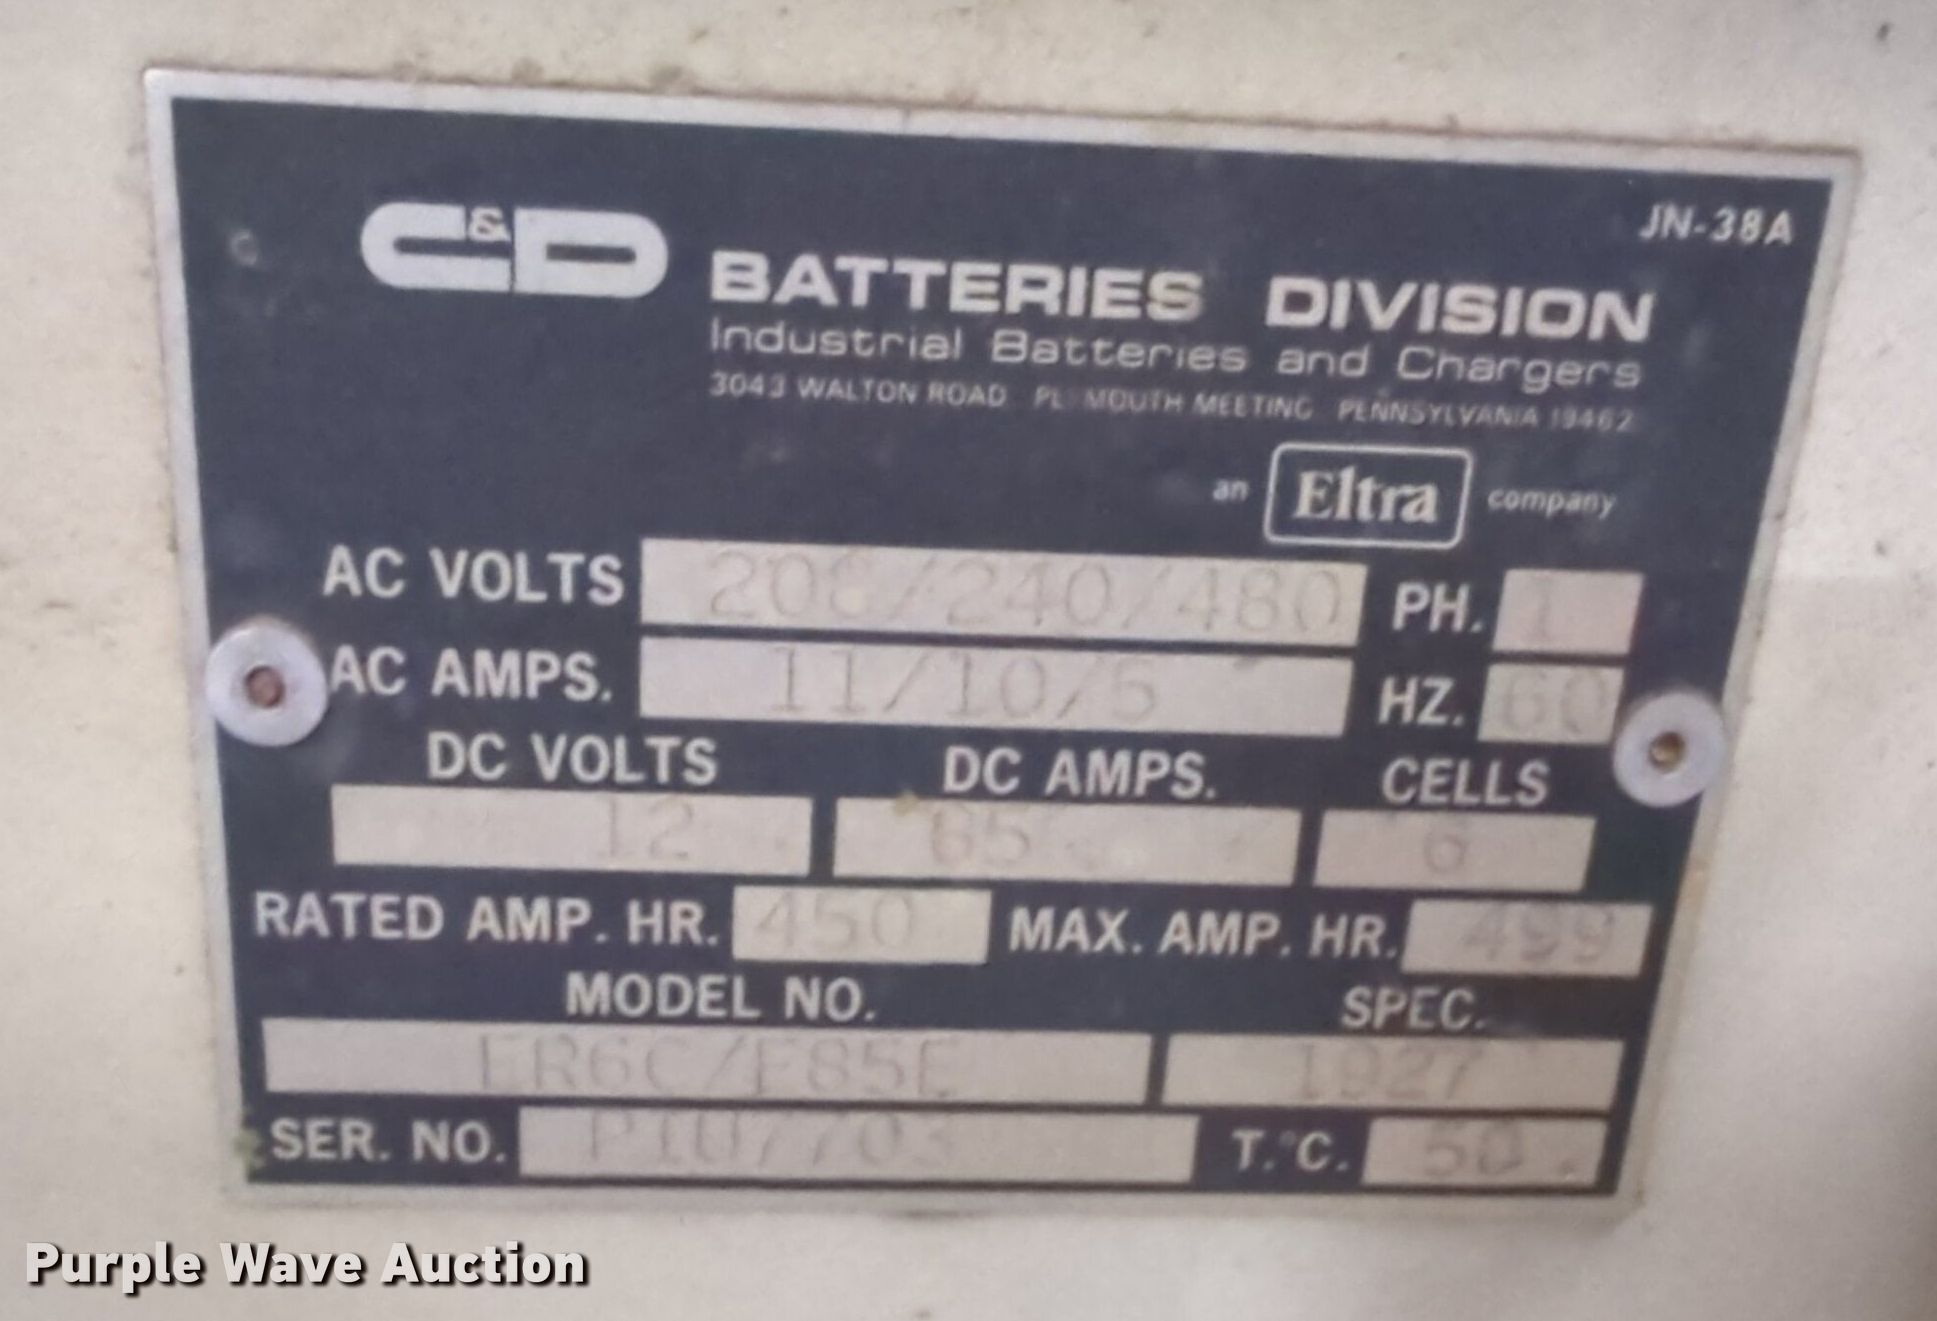 C&D BATTERIES DIVISION JN-38A
Industrial Batteries and Chargers
3043 WALTON ROAD PLYMOUTH MEETING PENNSYLVANIA 19462
an Eltra company
AC VOLTS 208/240/480 PH. 1
AC AMPS. 11/10/5 HZ. 60
DC VOLTS DC AMPS. CELLS
12 65 6
RATED AMP. HR. 450 MAX. AMP. HR. 499
MODEL NO. SPEC.
FR6C/F85E 1927
SER. NO. P107703 T.°C. 50
Purple Wave Auction